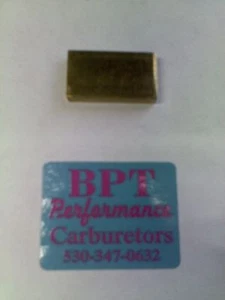 BPT
Performance
Carburetors
530-347-0632